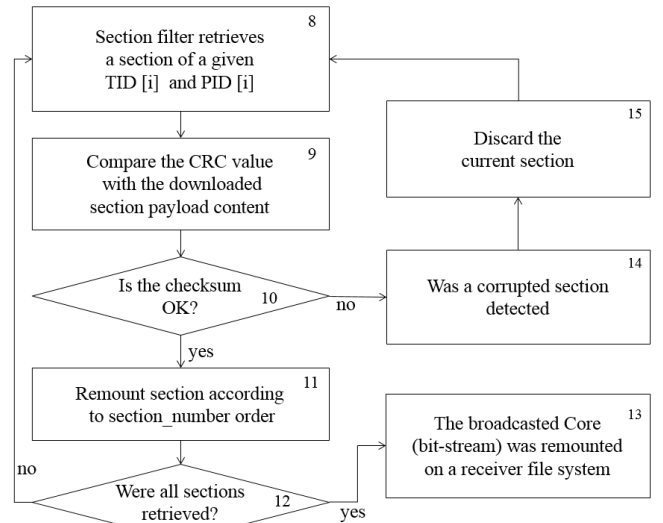 8
Section filter retrieves
a section of a given
TID [i] and PID [i]
9
Compare the CRC value
with the downloaded
section payload content
Is the checksum
OK?
10
no
yes
11
Remount section according
to section_number order
no
Were all sections
retrieved?
12
yes
15
Discard the
current section
14
Was a corrupted section
detected
13
The broadcasted Core
(bit-stream) was remounted
on a receiver file system